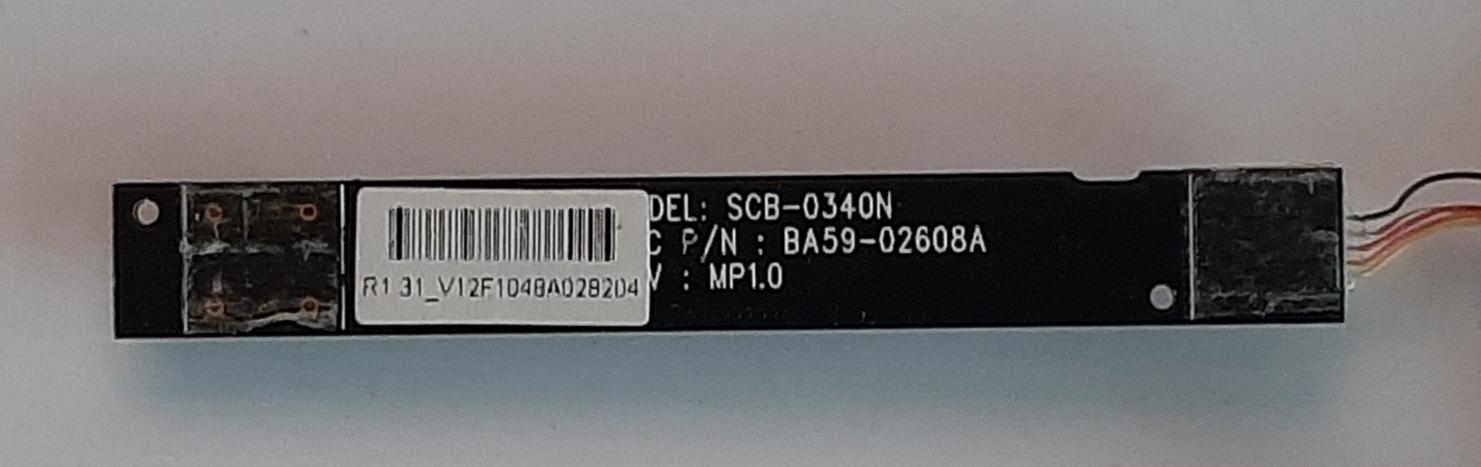 DEL: SCB-0340N
C P/N : BA59-02608A
V : MP1.0
R1.31_V12F1048A028204